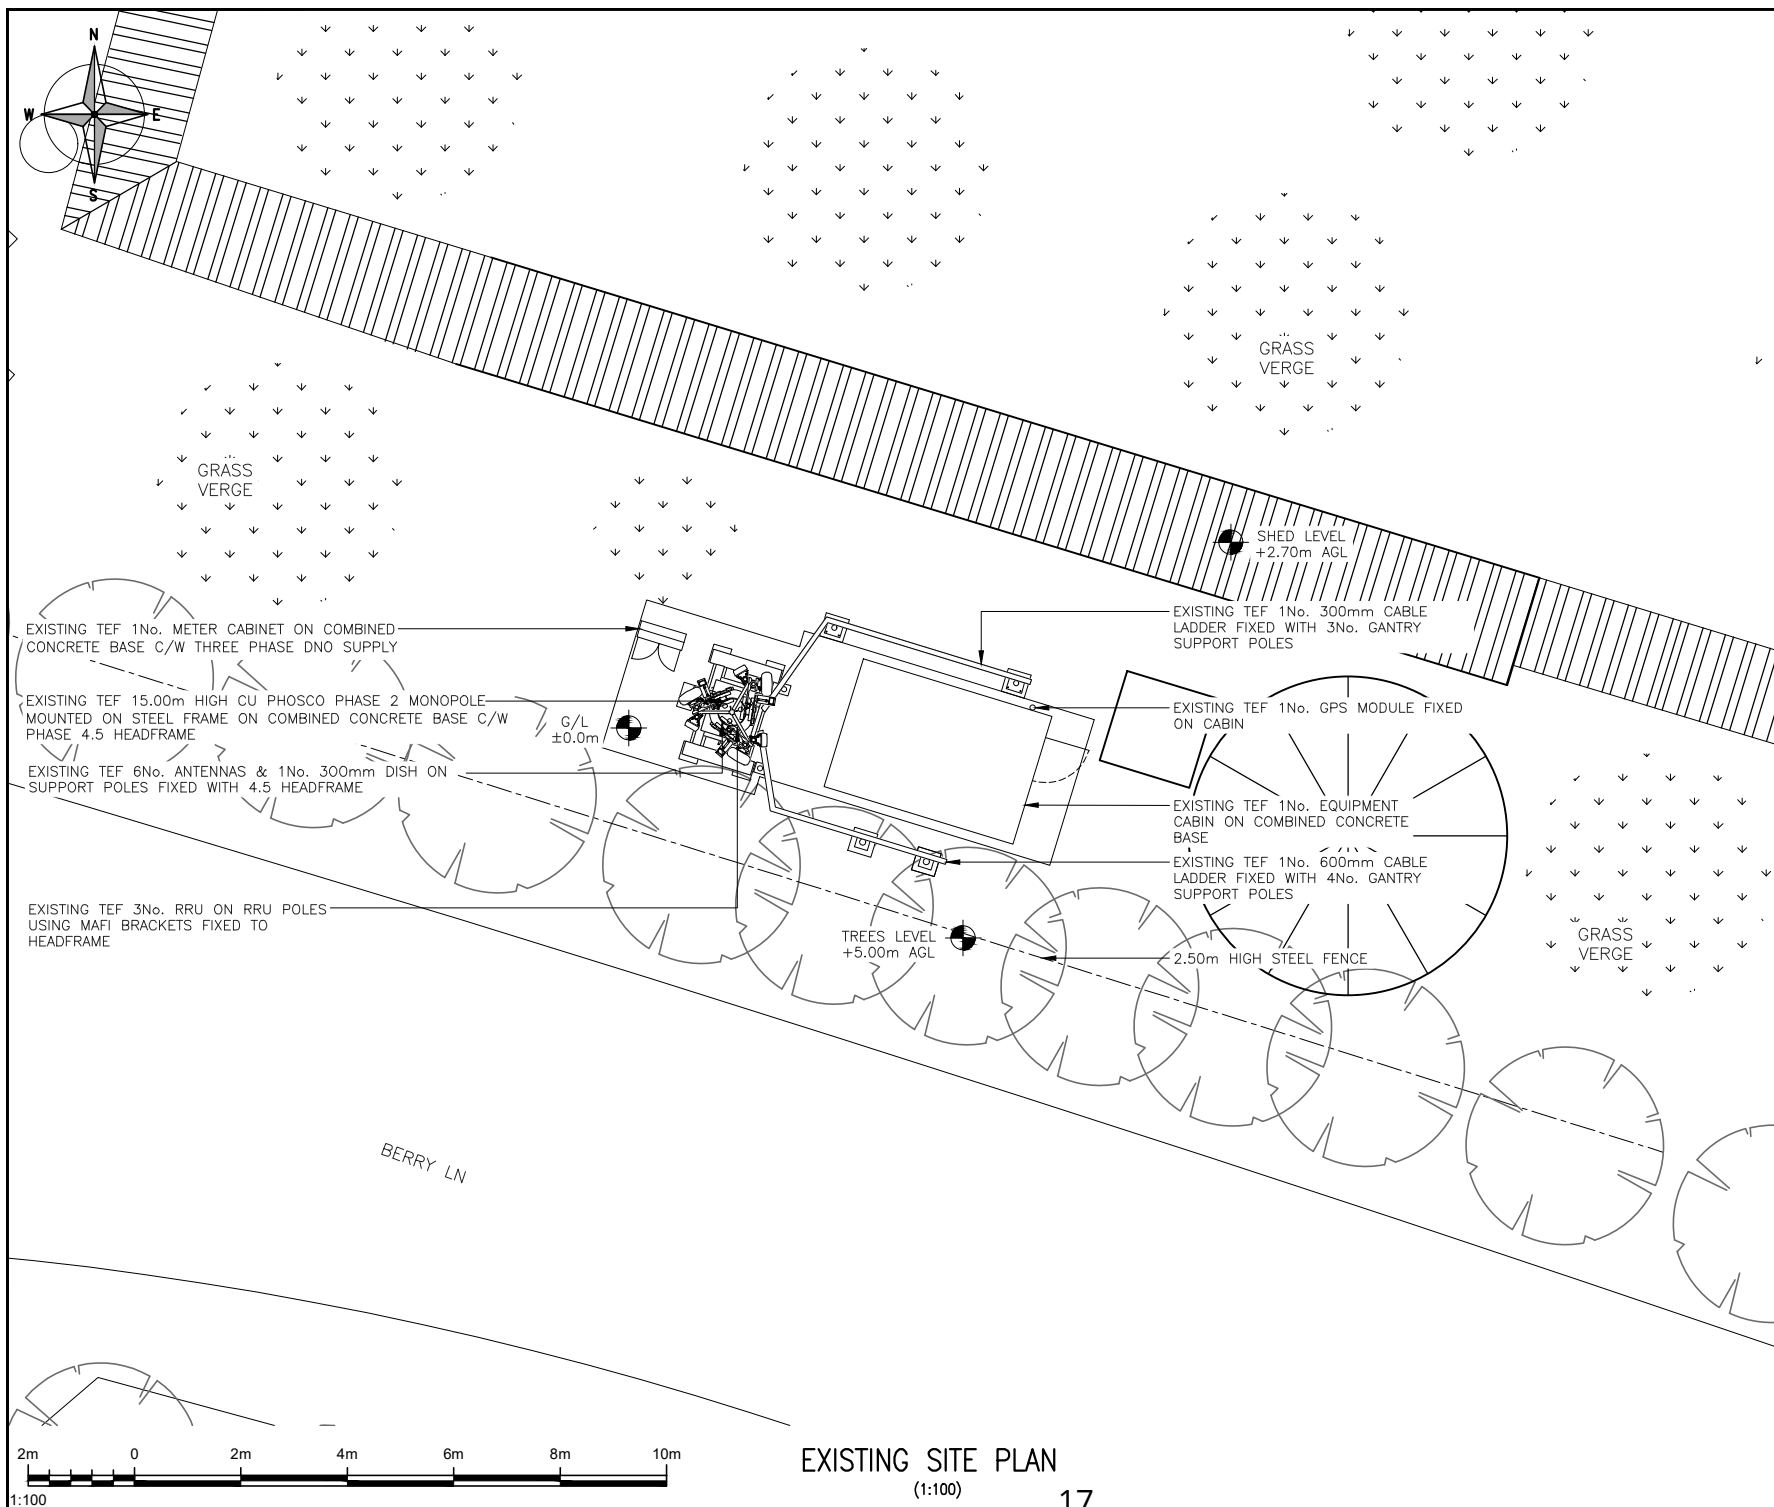 N
W
E
S
GRASS
VERGE
GRASS
VERGE
SHED LEVEL
+2.70m AGL
EXISTING TEF 1No. METER CABINET ON COMBINED
CONCRETE BASE C/W THREE PHASE DNO SUPPLY
EXISTING TEF 15.00m HIGH CU PHOSCO PHASE 2 MONOPOLE
MOUNTED ON STEEL FRAME ON COMBINED CONCRETE BASE C/W
PHASE 4.5 HEADFRAME
EXISTING TEF 6No. ANTENNAS & 1No. 300mm DISH ON
SUPPORT POLES FIXED WITH 4.5 HEADFRAME
EXISTING TEF 3No. RRU ON RRU POLES
USING MAFI BRACKETS FIXED TO
HEADFRAME
G/L
±0.0m
EXISTING TEF 1No. 300mm CABLE
LADDER FIXED WITH 3No. GANTRY
SUPPORT POLES
EXISTING TEF 1No. GPS MODULE FIXED
ON CABIN
EXISTING TEF 1No. EQUIPMENT
CABIN ON COMBINED CONCRETE
BASE
EXISTING TEF 1No. 600mm CABLE
LADDER FIXED WITH 4No. GANTRY
SUPPORT POLES
2.50m HIGH STEEL FENCE
TREES LEVEL
+5.00m AGL
GRASS
VERGE
BERRY LN
2m 0 2m 4m 6m 8m 10m
1:100
EXISTING SITE PLAN
(1:100)
17